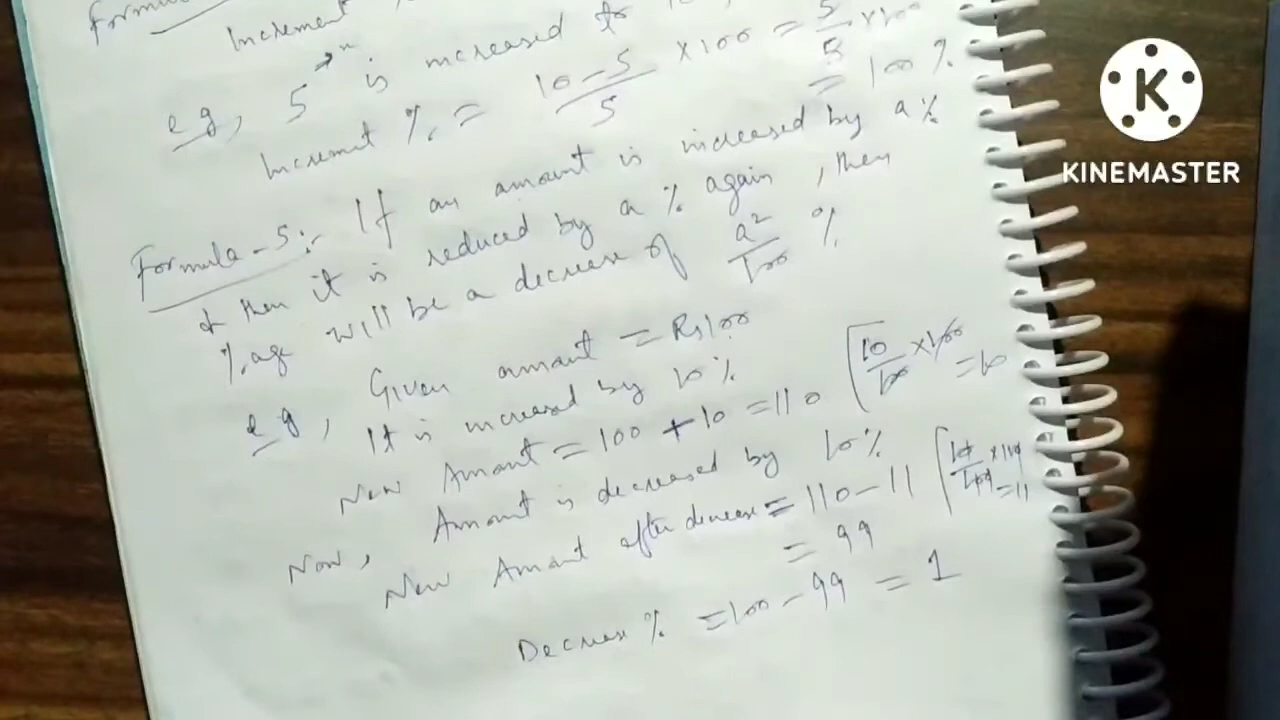 Formula
Increment %
eg, 5 is increased to 10,
Increment % = 10-5/5 ×100 = 5/5 ×100
= 100%
Formula-5:- If an amount is increased by a%
& then it is reduced by a% again, then
%age will be a decrease of a²/100 %
eg, Given amount = Rs100
It is increased by 10%
New Amount = 100 + 10 = 110 [10/100 ×100 = 10
Now, Amount is decreased by 10%
New Amount after decrease = 110-11 [10/100 ×110 = 11
= 99
Decrease % = 100-99 = 1
K
KINEMASTER